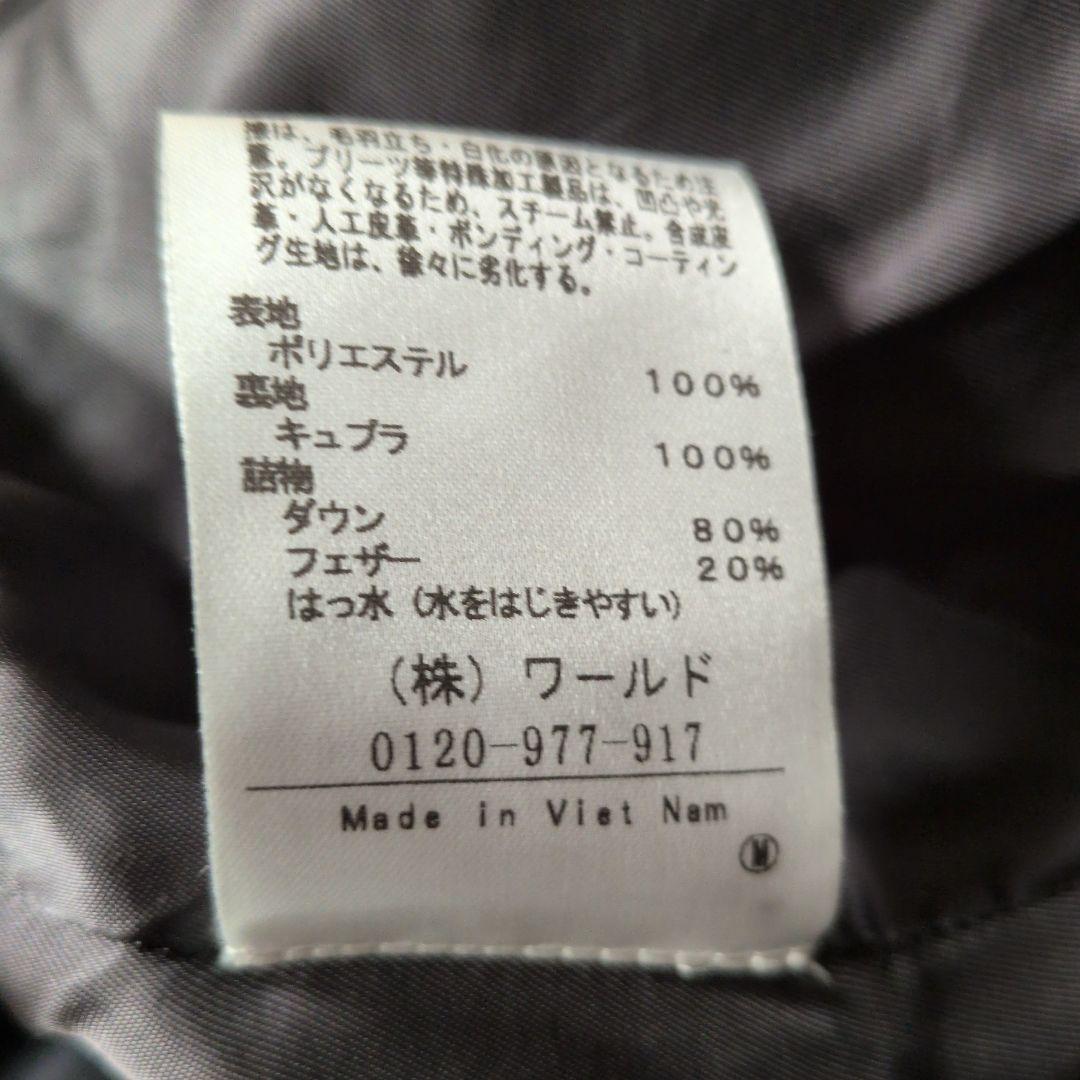 擦は、毛羽立ち・白化の原因となるため注
意。プリーツ等特殊加工製品は、凹凸や光
沢がなくなるため、スチーム禁止。合成皮
革・人工皮革・ボンディング・コーティン
グ生地は、徐々に劣化する。
表地
ポリエステル 100%
裏地
キュプラ 100%
詰物
ダウン 80%
フェザー 20%
はっ水（水をはじきやすい）
（株）ワールド
0120-977-917
Made in Viet Nam
Ⓜ